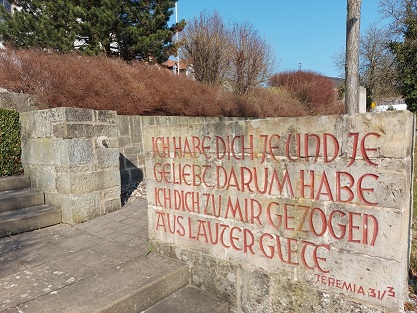 ICH HABE DICH JE UND JE
GELIEBT. DARUM HABE
ICH DICH ZU MIR GEZOGEN
AUS LAUTER GUETE
JEREMIA 31/3